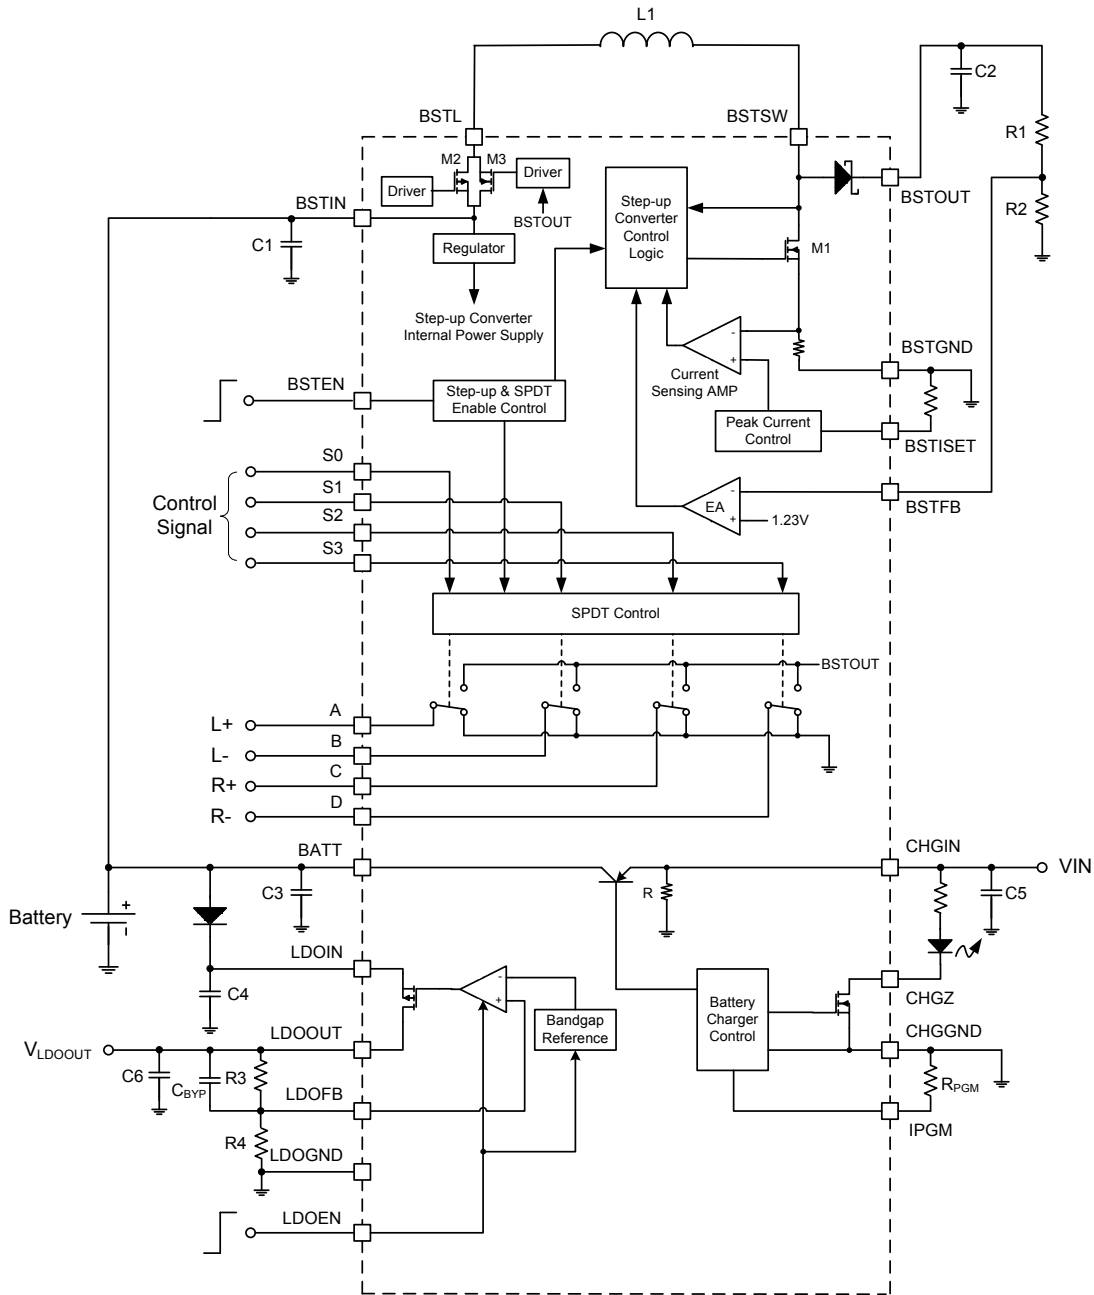 L1
C2
BSTL
BSTSW
R1
M2
M3
Driver
Driver
BSTOUT
BSTIN
Step-up
Converter
Control
Logic
BSTOUT
R2
C1
Regulator
M1
Step-up Converter
Internal Power Supply
-
+
Current
Sensing AMP
BSTGND
BSTEN
Step-up & SPDT
Enable Control
Peak Current
Control
BSTISET
S0
S1
S2
S3
Control
Signal
EA
-
+
1.23V
BSTFB
SPDT Control
BSTOUT
L+
A
L-
B
R+
C
R-
D
BATT
CHGIN
VIN
Battery
+
-
C3
R
C5
LDOIN
C4
-
+
Bandgap
Reference
Battery
Charger
Control
CHGZ
VLDOOUT
LDOOUT
CHGGND
C6
CBYP
R3
LDOFB
RPGM
IPGM
R4
LDOGND
LDOEN